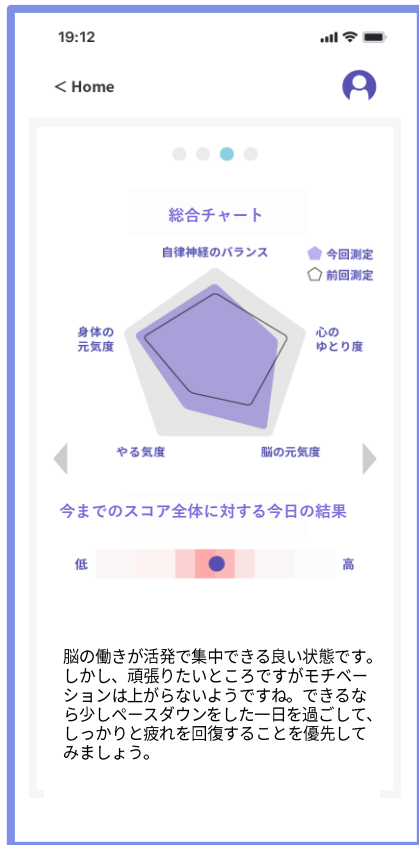 19:12
< Home
総合チャート
自律神経のバランス
今回測定
前回測定
身体の
元気度
心の
ゆとり度
やる気度
脳の元気度
今までのスコア全体に対する今日の結果
低
高
脳の働きが活発で集中できる良い状態です。
しかし、頑張りたいところですがモチベー
ションは上がらないようですね。できるな
ら少しペースダウンをした一日を過ごして、
しっかりと疲れを回復することを優先して
みましょう。